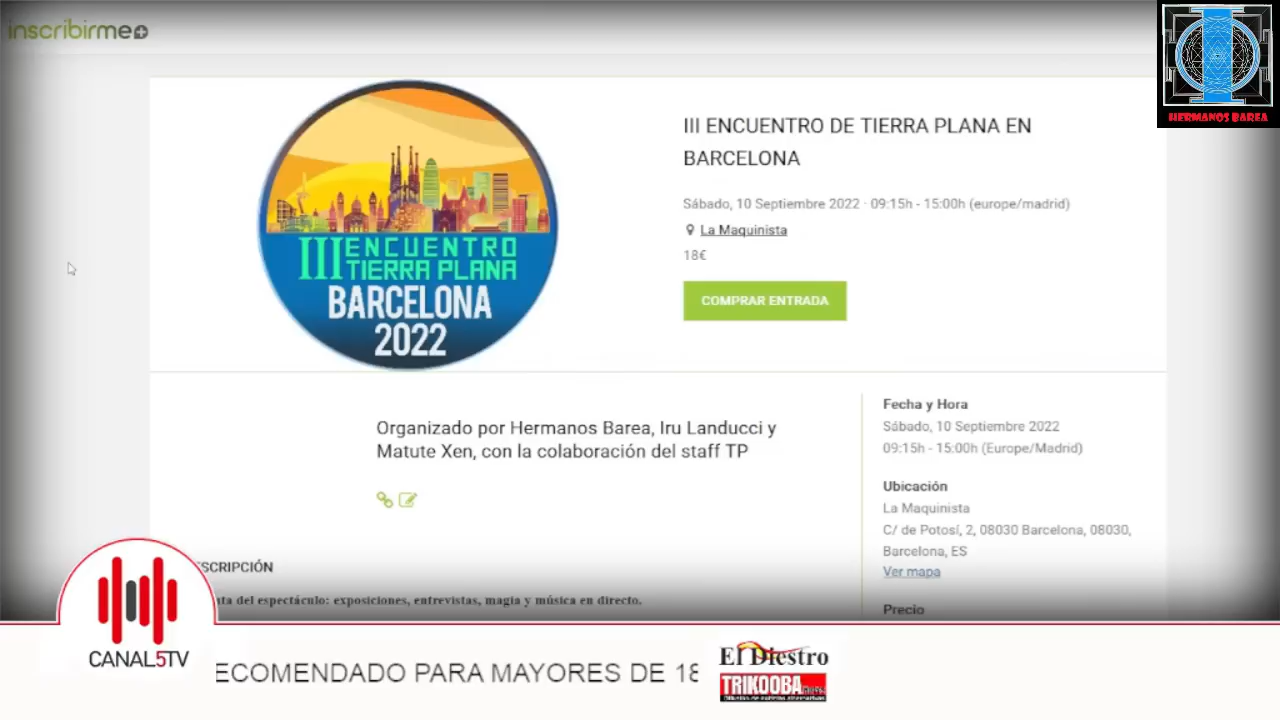 inscribirme
HERMANOS BAREA
III ENCUENTRO
TIERRA PLANA
BARCELONA
2022
III ENCUENTRO DE TIERRA PLANA EN
BARCELONA
Sábado, 10 Septiembre 2022 · 09:15h - 15:00h (europe/madrid)
La Maquinista
18€
COMPRAR ENTRADA
Organizado por Hermanos Barea, Iru Landucci y
Matute Xen, con la colaboración del staff TP
Fecha y Hora
Sábado, 10 Septiembre 2022
09:15h - 15:00h (Europe/Madrid)
Ubicación
La Maquinista
C/ de Potosí, 2, 08030 Barcelona, 08030,
Barcelona, ES
Ver mapa
Precio
SCRIPCIÓN
ta del espectáculo: exposiciones, entrevistas, magia y música en directo.
CANAL5TV
ECOMENDADO PARA MAYORES DE 18
El Diestro
TRIKOOBA